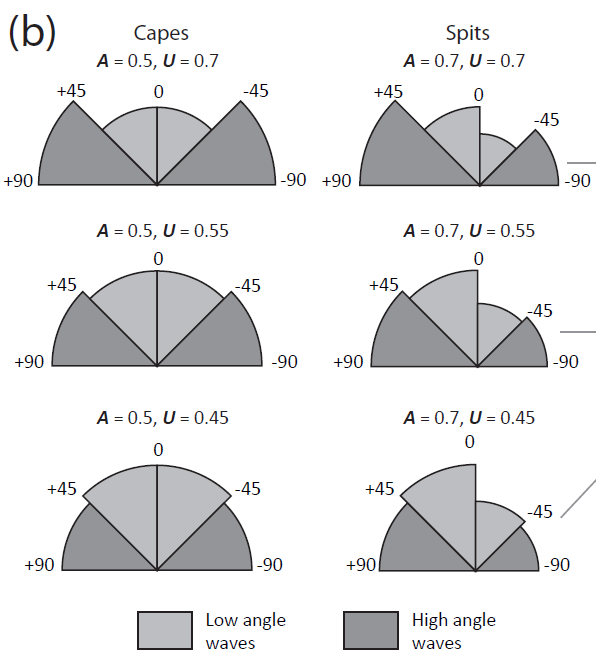 (b)
Capes Spits
A = 0.5, U = 0.7 A = 0.7, U = 0.7
+45 0 -45 +45 0 -45
+90 -90 +90 -90
A = 0.5, U = 0.55 A = 0.7, U = 0.55
+45 0 -45 +45 0 -45
+90 -90 +90 -90
A = 0.5, U = 0.45 A = 0.7, U = 0.45
+45 0 -45 +45 0 -45
+90 -90 +90 -90
Low angle High angle
waves waves